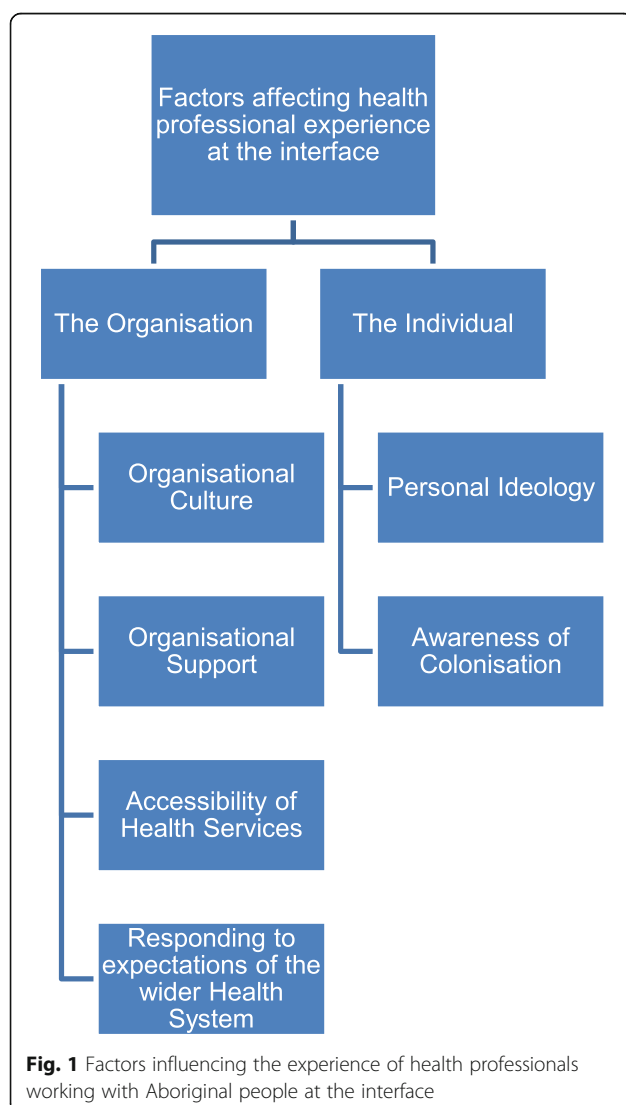 Factors affecting health
professional experience
at the interface
The Organisation
The Individual
Organisational
Culture
Personal Ideology
Organisational
Support
Awareness of
Colonisation
Accessibility of
Health Services
Responding to
expectations of the
wider Health
System
Fig. 1 Factors influencing the experience of health professionals
working with Aboriginal people at the interface